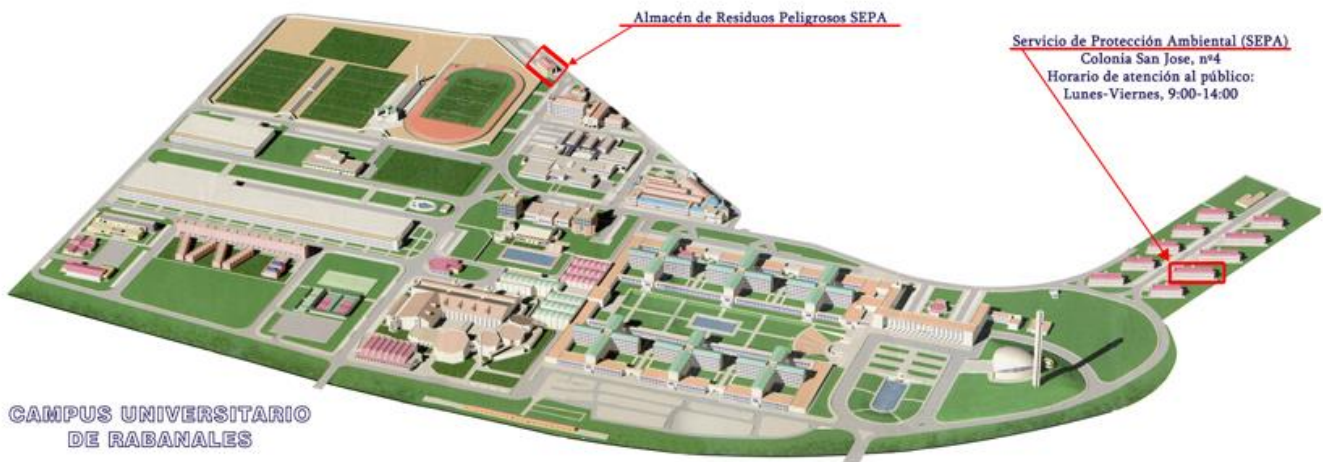 Almacén de Residuos Peligrosos SEPA
Servicio de Protección Ambiental (SEPA)
Colonia San Jose, nº4
Horario de atención al público:
Lunes-Viernes, 9:00-14:00
CAMPUS UNIVERSITARIO
DE RABANALES